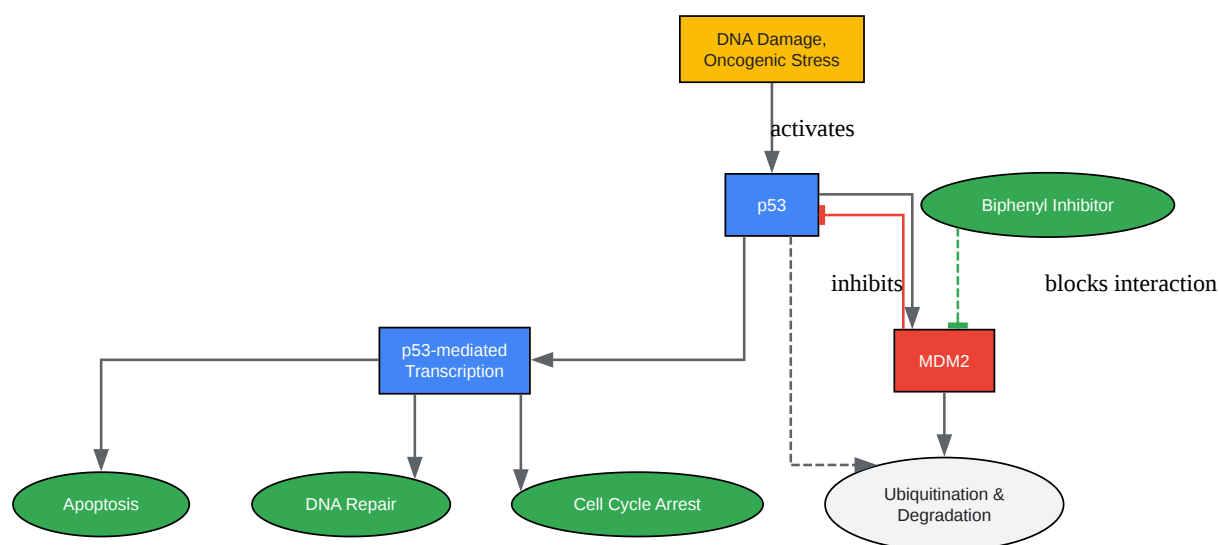 DNA Damage,
Oncogenic Stress
activates
p53
Biphenyl Inhibitor
inhibits
blocks interaction
p53-mediated
Transcription
MDM2
Apoptosis
DNA Repair
Cell Cycle Arrest
Ubiquitination &
Degradation